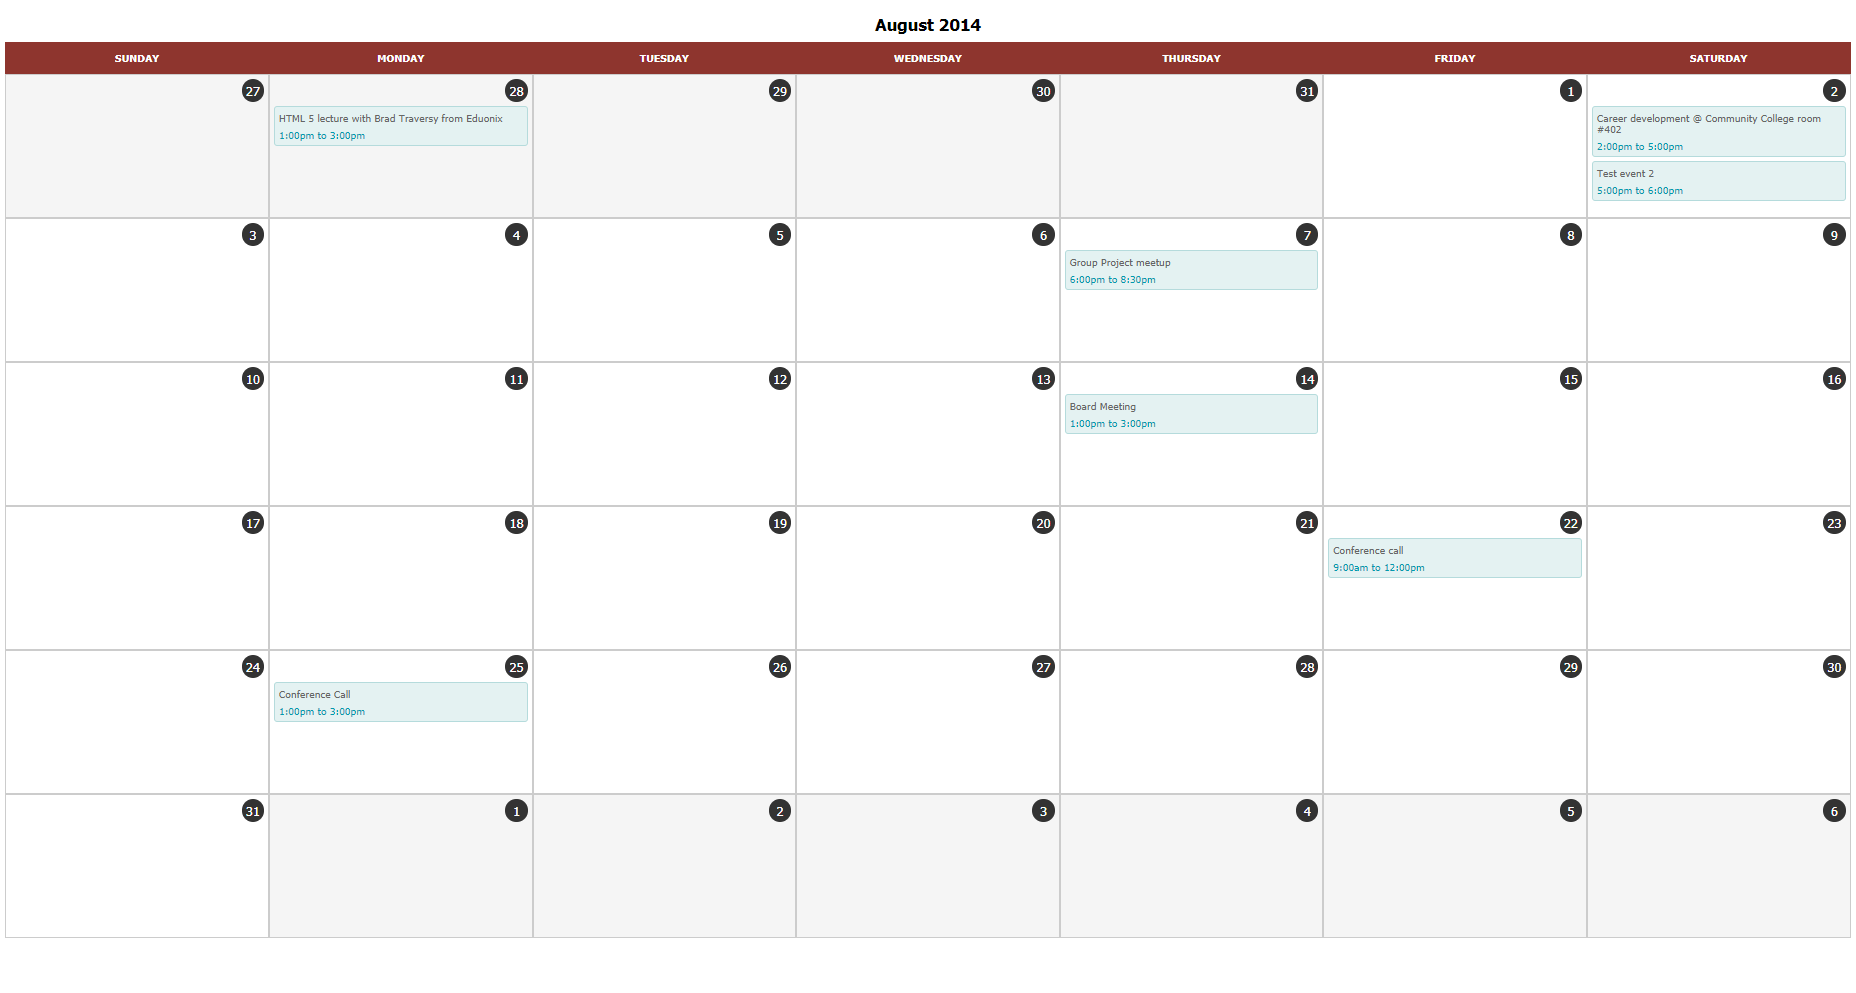 August 2014
SUNDAY MONDAY TUESDAY WEDNESDAY THURSDAY FRIDAY SATURDAY
27
28
HTML 5 lecture with Brad Traversy from Eduonix
1:00pm to 3:00pm
29
30
31
1
2
Career development @ Community College room
#402
2:00pm to 5:00pm
Test event 2
5:00pm to 6:00pm
3
4
5
6
7
Group Project meetup
6:00pm to 8:30pm
8
9
10
11
12
13
14
Board Meeting
1:00pm to 3:00pm
15
16
17
18
19
20
21
22
Conference call
9:00am to 12:00pm
23
24
25
Conference Call
1:00pm to 3:00pm
26
27
28
29
30
31
1
2
3
4
5
6